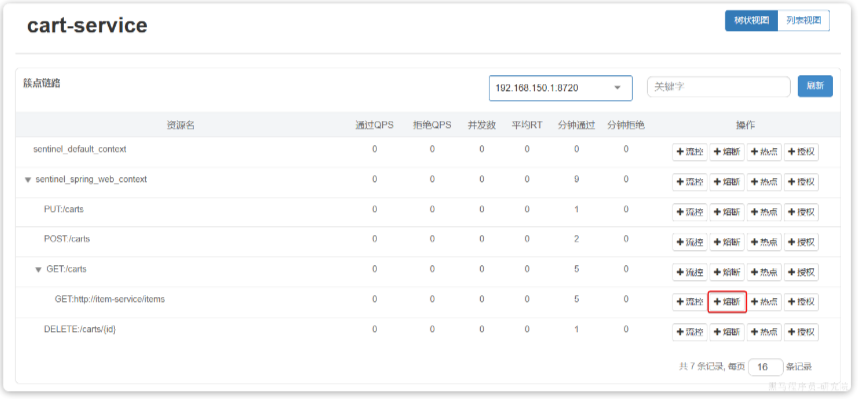 cart-service
树状视图 列表视图
簇点链路
192.168.150.1:8720 关键字 刷新
资源名 通过QPS 拒绝QPS 并发数 平均RT 分钟通过 分钟拒绝 操作
sentinel_default_context 0 0 0 0 0 0 +流控 +熔断 +热点 +授权
sentinel_spring_web_context 0 0 0 0 9 0 +流控 +熔断 +热点 +授权
PUT:/carts 0 0 0 0 1 0 +流控 +熔断 +热点 +授权
POST:/carts 0 0 0 0 2 0 +流控 +熔断 +热点 +授权
GET:/carts 0 0 0 0 5 0 +流控 +熔断 +热点 +授权
GET:http://item-service/items 0 0 0 0 5 0 +流控 +熔断 +热点 +授权
DELETE:/carts/{id} 0 0 0 0 1 0 +流控 +熔断 +热点 +授权
共 7 条记录, 每页 16 条记录